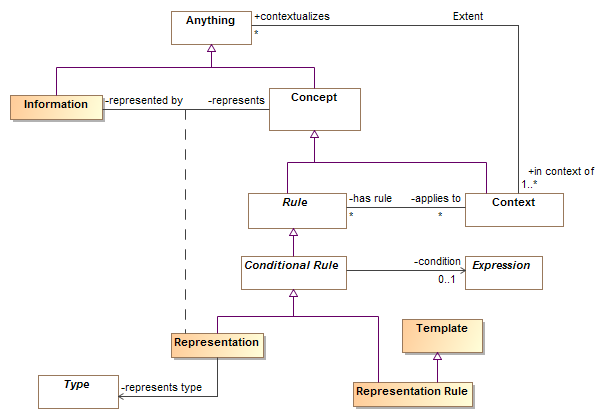 Anything
+contextualizes
Extent
*
Information
-represented by
-represents
Concept
+in context of
1..*
Rule
-has rule
-applies to
Context
*
*
Conditional Rule
-condition
Expression
0..1
Representation
Template
Type
-represents type
Representation Rule